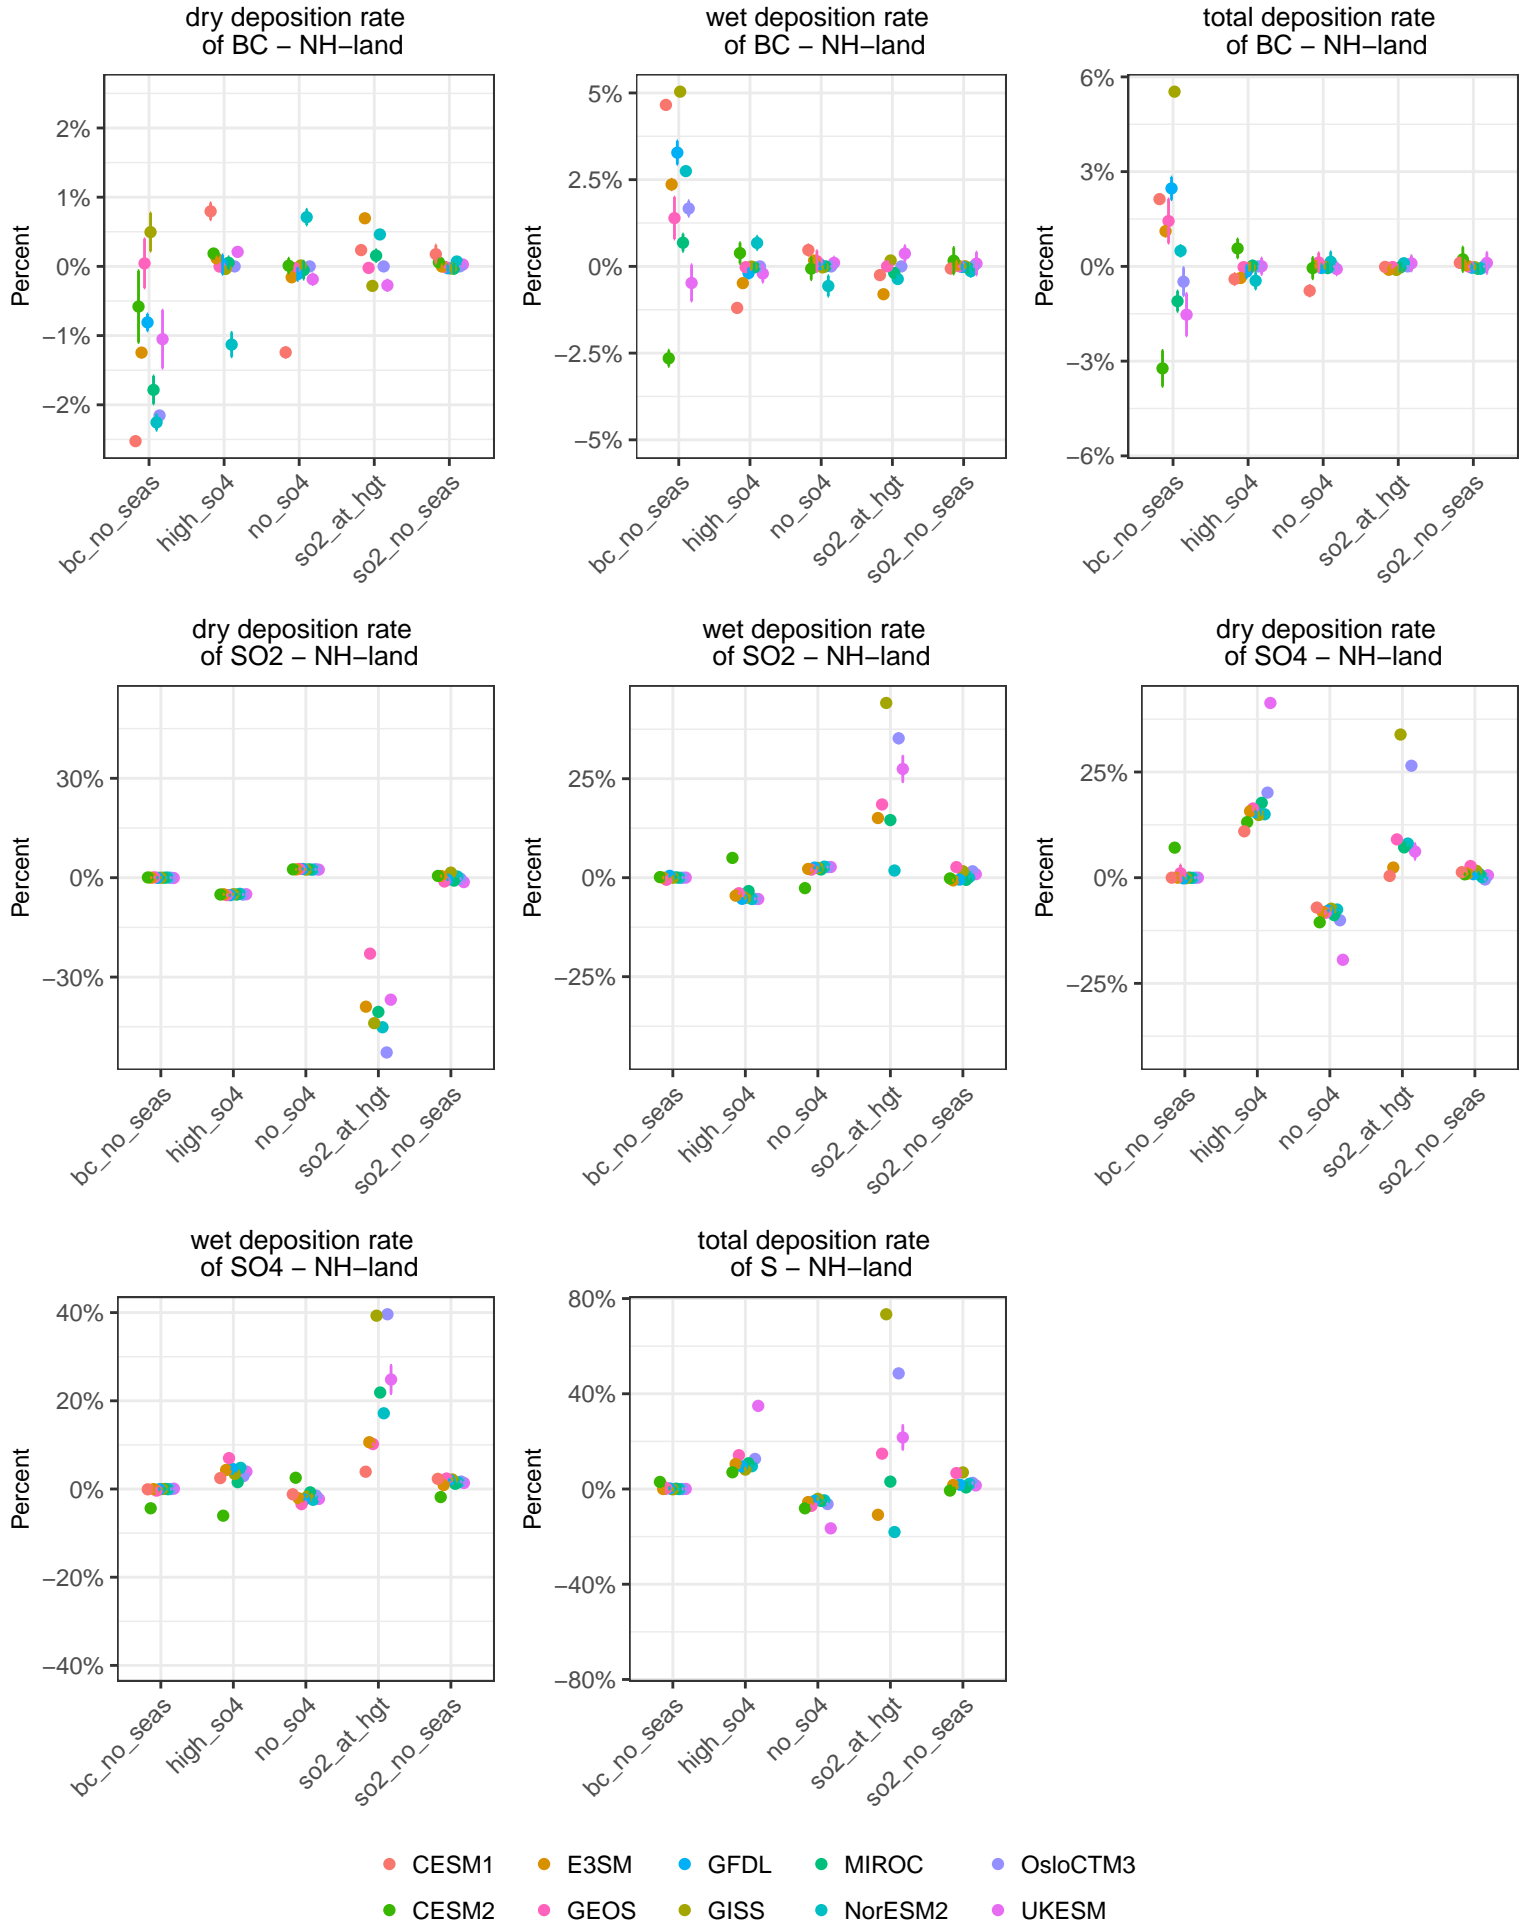 dry deposition rate
of BC − NH−land
wet deposition rate
of BC − NH−land
total deposition rate
of BC − NH−land
Percent
2%
1%
0%
−1%
−2%
bc_no_seas
high_so4
no_so4
so2_at_hgt
so2_no_seas
5%
2.5%
0%
−2.5%
−5%
bc_no_seas
high_so4
no_so4
so2_at_hgt
so2_no_seas
Percent
6%
3%
0%
−3%
−6%
bc_no_seas
high_so4
no_so4
so2_at_hgt
so2_no_seas
Percent
dry deposition rate
of SO2 − NH−land
wet deposition rate
of SO2 − NH−land
dry deposition rate
of SO4 − NH−land
Percent
30%
0%
−30%
bc_no_seas
high_so4
no_so4
so2_at_hgt
so2_no_seas
Percent
25%
0%
−25%
bc_no_seas
high_so4
no_so4
so2_at_hgt
so2_no_seas
Percent
25%
0%
−25%
bc_no_seas
high_so4
no_so4
so2_at_hgt
so2_no_seas
wet deposition rate
of SO4 − NH−land
total deposition rate
of S − NH−land
Percent
40%
20%
0%
−20%
−40%
bc_no_seas
high_so4
no_so4
so2_at_hgt
so2_no_seas
Percent
80%
40%
0%
−40%
−80%
bc_no_seas
high_so4
no_so4
so2_at_hgt
so2_no_seas
CESM1 E3SM GFDL MIROC OsloCTM3
CESM2 GEOS GISS NorESM2 UKESM